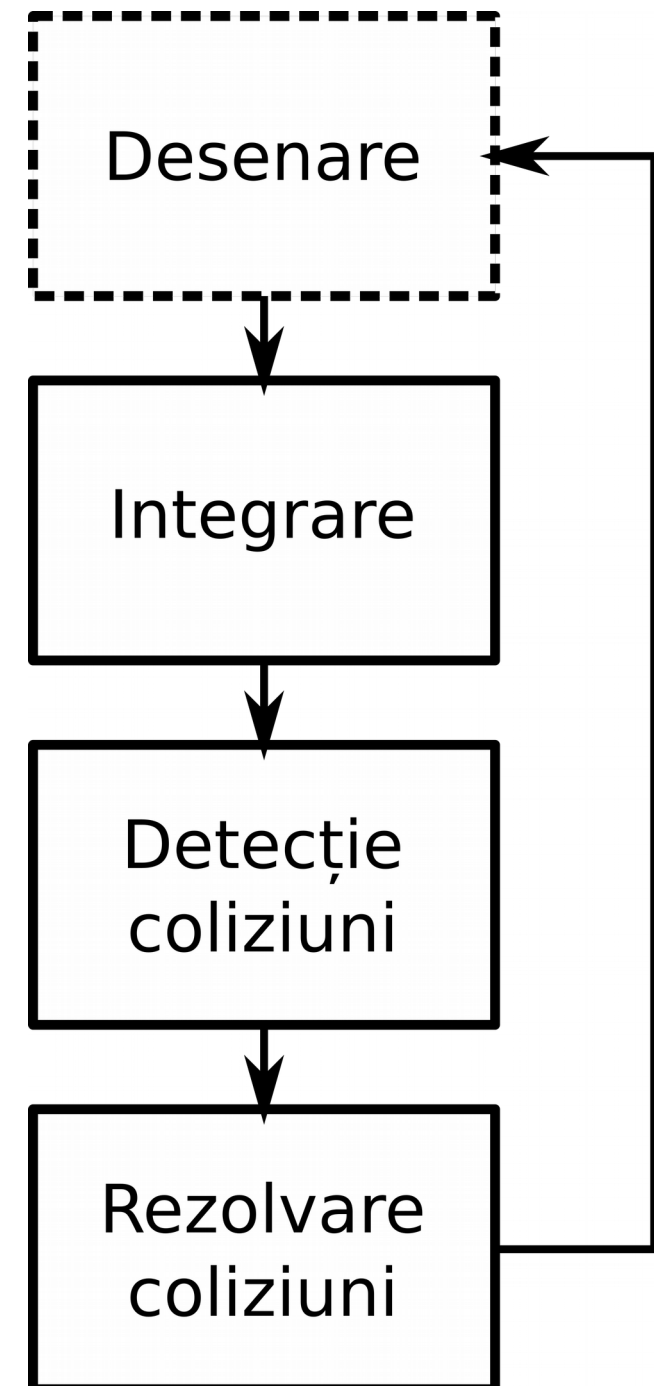 Desenare
Integrare
Detecție
coliziuni
Rezolvare
coliziuni